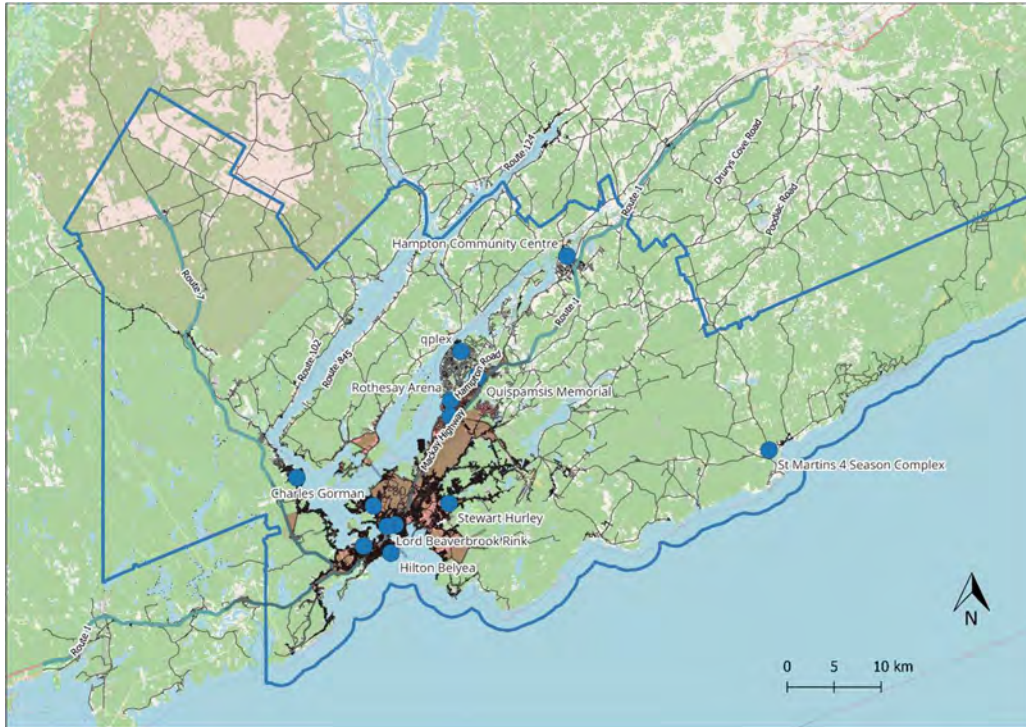 Route 124
Drurys Cove Road
Route 1
Poodiac Road
Hampton Community Centre
Route 7
Route 1
Route 102
Route 845
qplex
Hampton Road
Rothesay Arena
Quispamsis Memorial
Mackay Highway
St Martins 4 Season Complex
Charles Gorman
Stewart Hurley
Lord Beaverbrook Rink
Hilton Belyea
Route 1
N
0 5 10 km